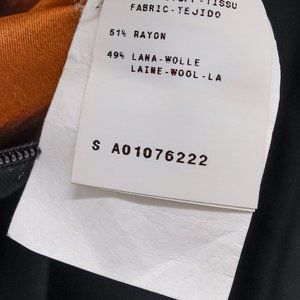 FABRIC-TEJIDO
51% RAYON
49% LANA-WOLLE
LAINE-WOOL-LA
S A01076222